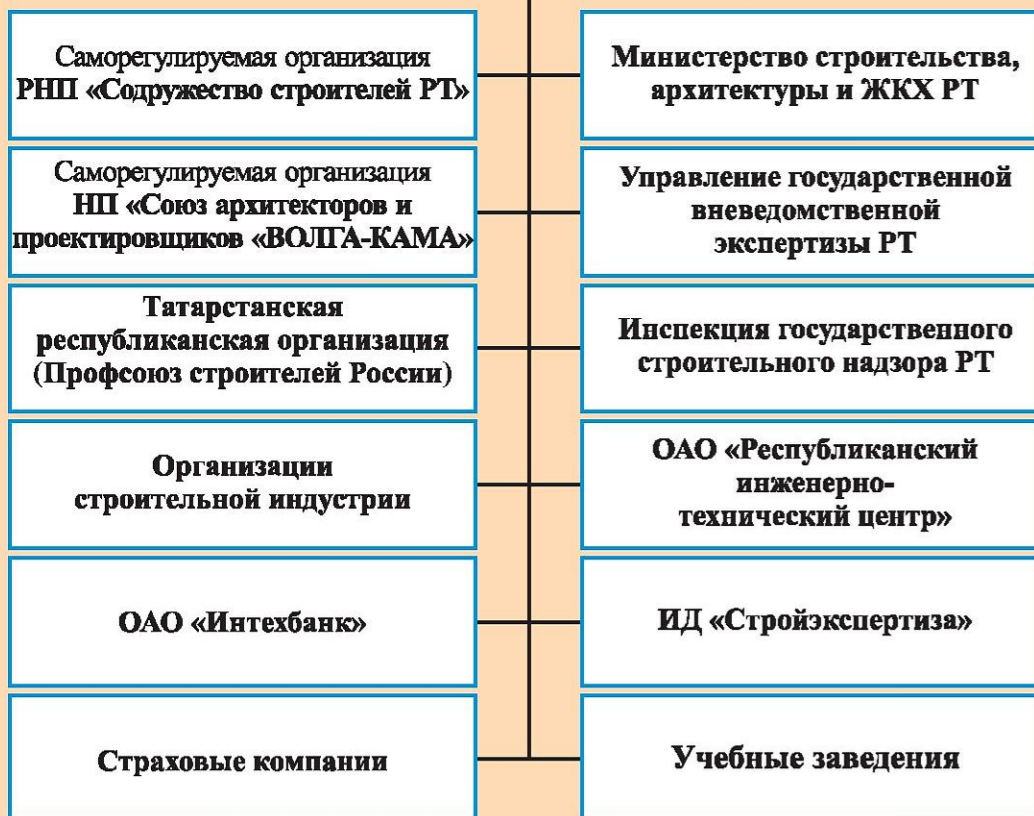 Саморегулируемая организация
РНП «Содружество строителей РТ»
Министерство строительства,
архитектуры и ЖКХ РТ
Саморегулируемая организация
НП «Союз архитекторов и
проектировщиков «ВОЛГА-КАМА»
Управление государственной
вневедомственной
экспертизы РТ
Татарстанская
республиканская организация
(Профсоюз строителей России)
Инспекция государственного
строительного надзора РТ
Организации
строительной индустрии
ОАО «Республиканский
инженерно-
технический центр»
ОАО «Интехбанк»
ИД «Стройэкспертиза»
Страховые компании
Учебные заведения